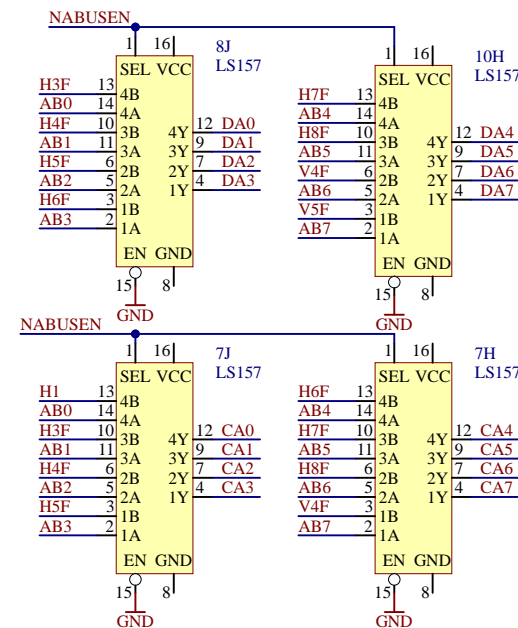 NABUSEN
1 16 8J LS157
SEL VCC
H3F 13 4B
AB0 14 4A
H4F 10 3B 4Y 12 DA0
AB1 11 3A 3Y 9 DA1
H5F 6 2B 2Y 7 DA2
AB2 5 2A 1Y 4 DA3
H6F 3 1B
AB3 2 1A
EN GND
15 8
GND
1 16 10H LS157
SEL VCC
H7F 13 4B
AB4 14 4A
H8F 10 3B 4Y 12 DA4
AB5 11 3A 3Y 9 DA5
V4F 6 2B 2Y 7 DA6
AB6 5 2A 1Y 4 DA7
V5F 3 1B
AB7 2 1A
EN GND
15 8
GND
NABUSEN
1 16 7J LS157
SEL VCC
H1 13 4B
AB0 14 4A
H3F 10 3B 4Y 12 CA0
AB1 11 3A 3Y 9 CA1
H4F 6 2B 2Y 7 CA2
AB2 5 2A 1Y 4 CA3
H5F 3 1B
AB3 2 1A
EN GND
15 8
GND
1 16 7H LS157
SEL VCC
H6F 13 4B
AB4 14 4A
H7F 10 3B 4Y 12 CA4
AB5 11 3A 3Y 9 CA5
H8F 6 2B 2Y 7 CA6
AB6 5 2A 1Y 4 CA7
V4F 3 1B
AB7 2 1A
EN GND
15 8
GND